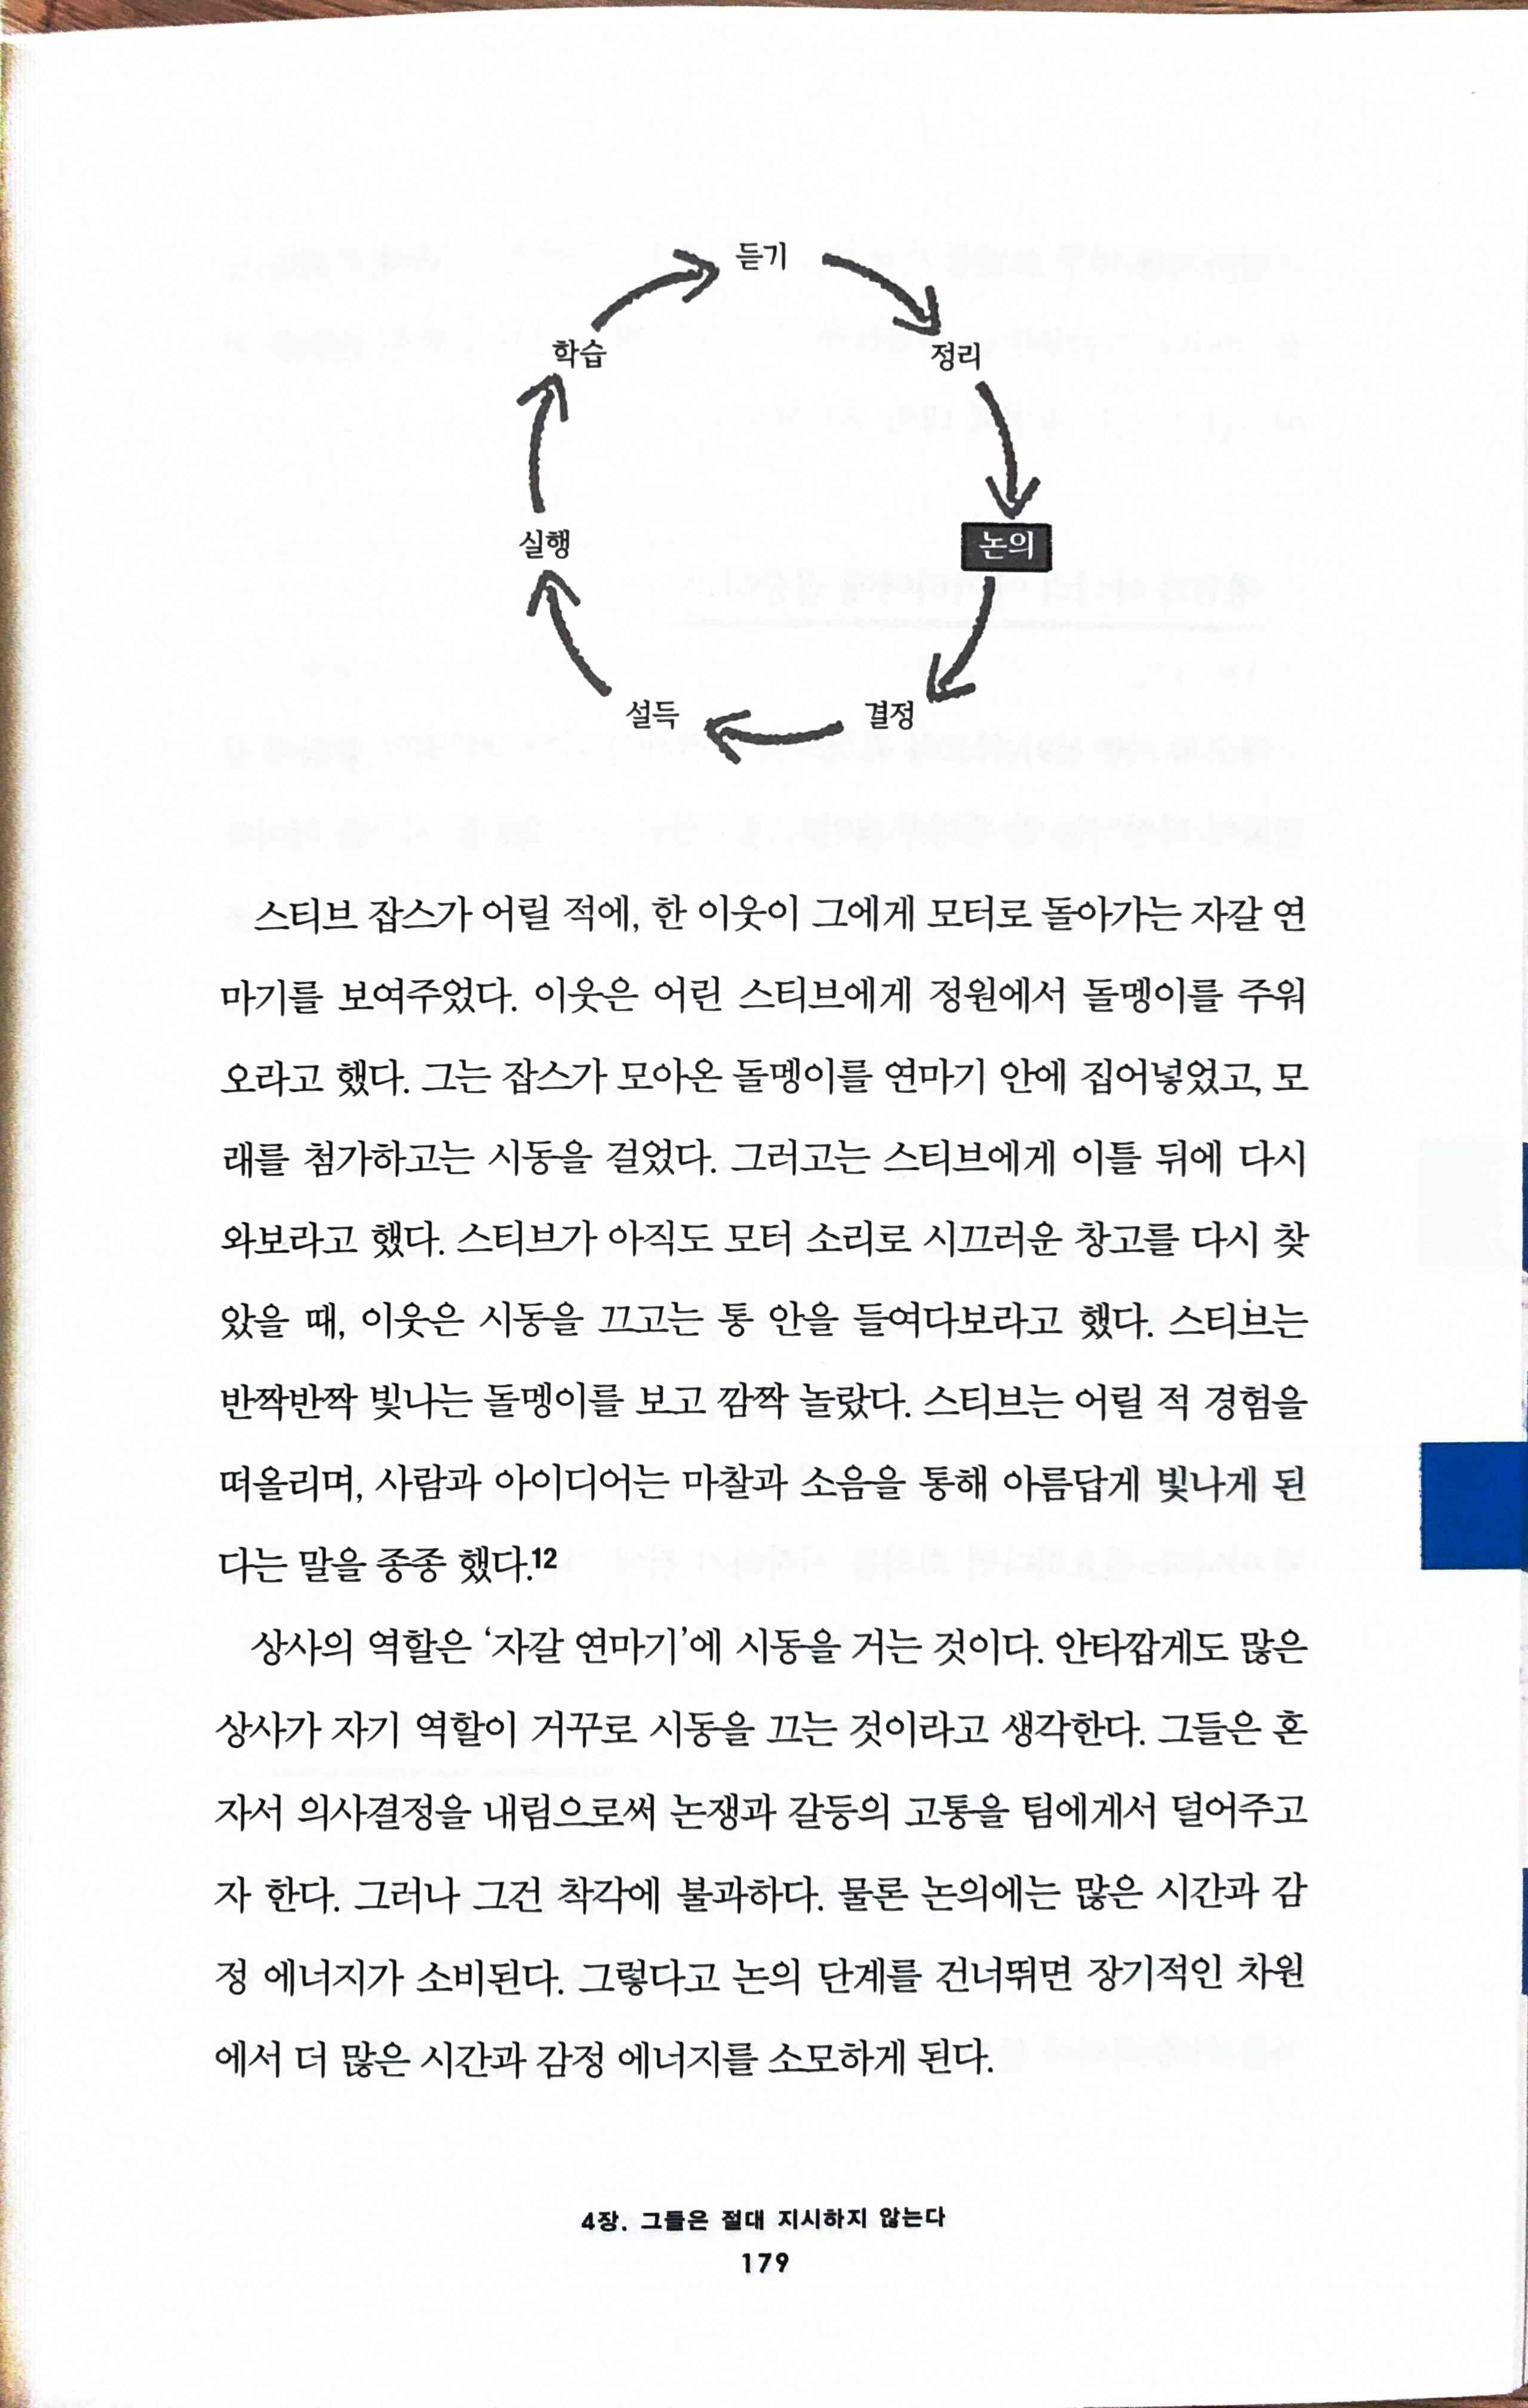 듣기
정리
논의
결정
설득
실행
학습
스티브 잡스가 어릴 적에, 한 이웃이 그에게 모터로 돌아가는 자갈 연
마기를 보여주었다. 이웃은 어린 스티브에게 정원에서 돌멩이를 주워
오라고 했다. 그는 잡스가 모아온 돌멩이를 연마기 안에 집어넣었고, 모
래를 첨가하고는 시동을 걸었다. 그러고는 스티브에게 이틀 뒤에 다시
와보라고 했다. 스티브가 아직도 모터 소리로 시끄러운 창고를 다시 찾
았을 때, 이웃은 시동을 끄고는 통 안을 들여다보라고 했다. 스티브는
반짝반짝 빛나는 돌멩이를 보고 깜짝 놀랐다. 스티브는 어릴 적 경험을
떠올리며, 사람과 아이디어는 마찰과 소음을 통해 아름답게 빛나게 된
다는 말을 종종 했다.12
상사의 역할은 ‘자갈 연마기’에 시동을 거는 것이다. 안타깝게도 많은
상사가 자기 역할이 거꾸로 시동을 끄는 것이라고 생각한다. 그들은 혼
자서 의사결정을 내림으로써 논쟁과 갈등의 고통을 팀에게서 덜어주고
자 한다. 그러나 그건 착각에 불과하다. 물론 논의에는 많은 시간과 감
정 에너지가 소비된다. 그렇다고 논의 단계를 건너뛰면 장기적인 차원
에서 더 많은 시간과 감정 에너지를 소모하게 된다.
4장. 그들은 절대 지시하지 않는다
179